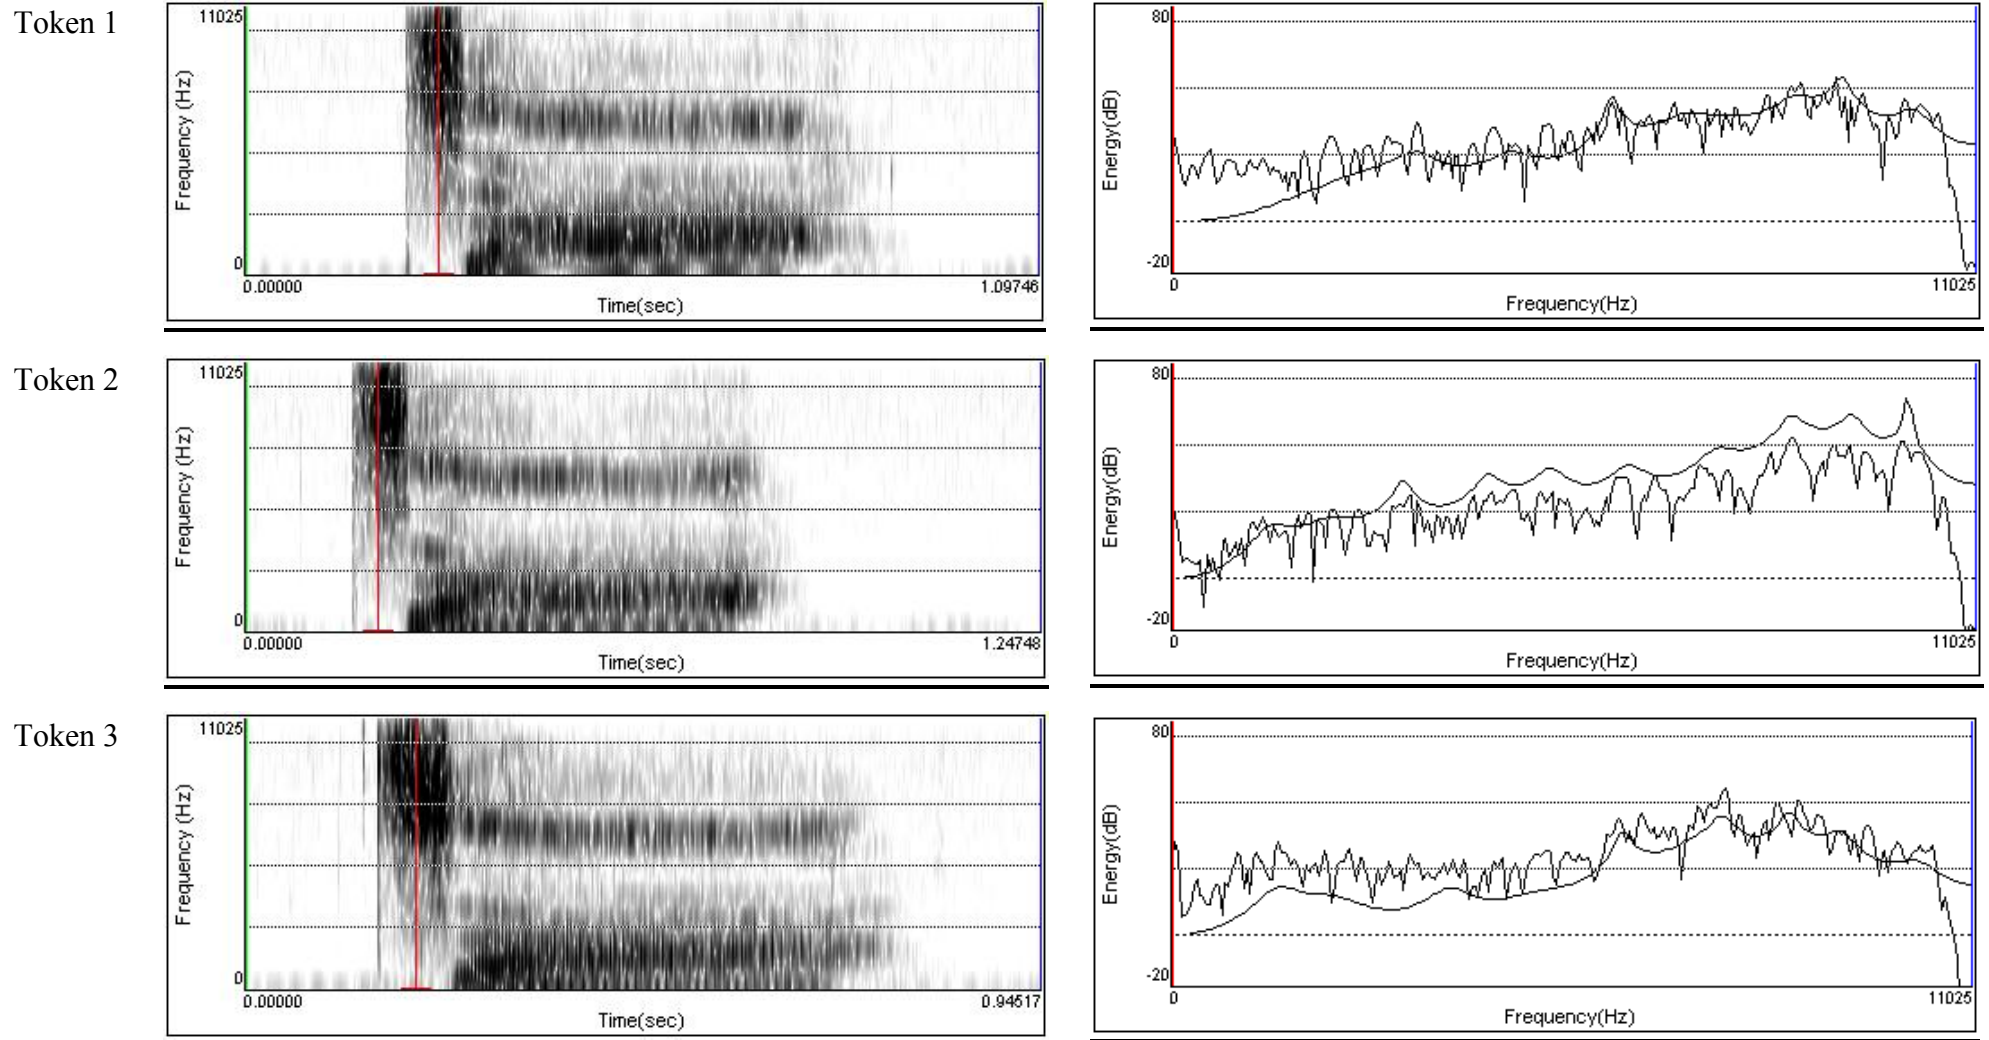 Token 1
11025
Frequency (Hz)
0
0.00000
1.09746
Time(sec)
80
Energy(dB)
-20
0
11025
Frequency(Hz)
Token 2
11025
Frequency (Hz)
0
0.00000
1.24748
Time(sec)
80
Energy(dB)
-20
0
11025
Frequency(Hz)
Token 3
11025
Frequency (Hz)
0
0.00000
0.94517
Time(sec)
80
Energy(dB)
-20
0
11025
Frequency(Hz)